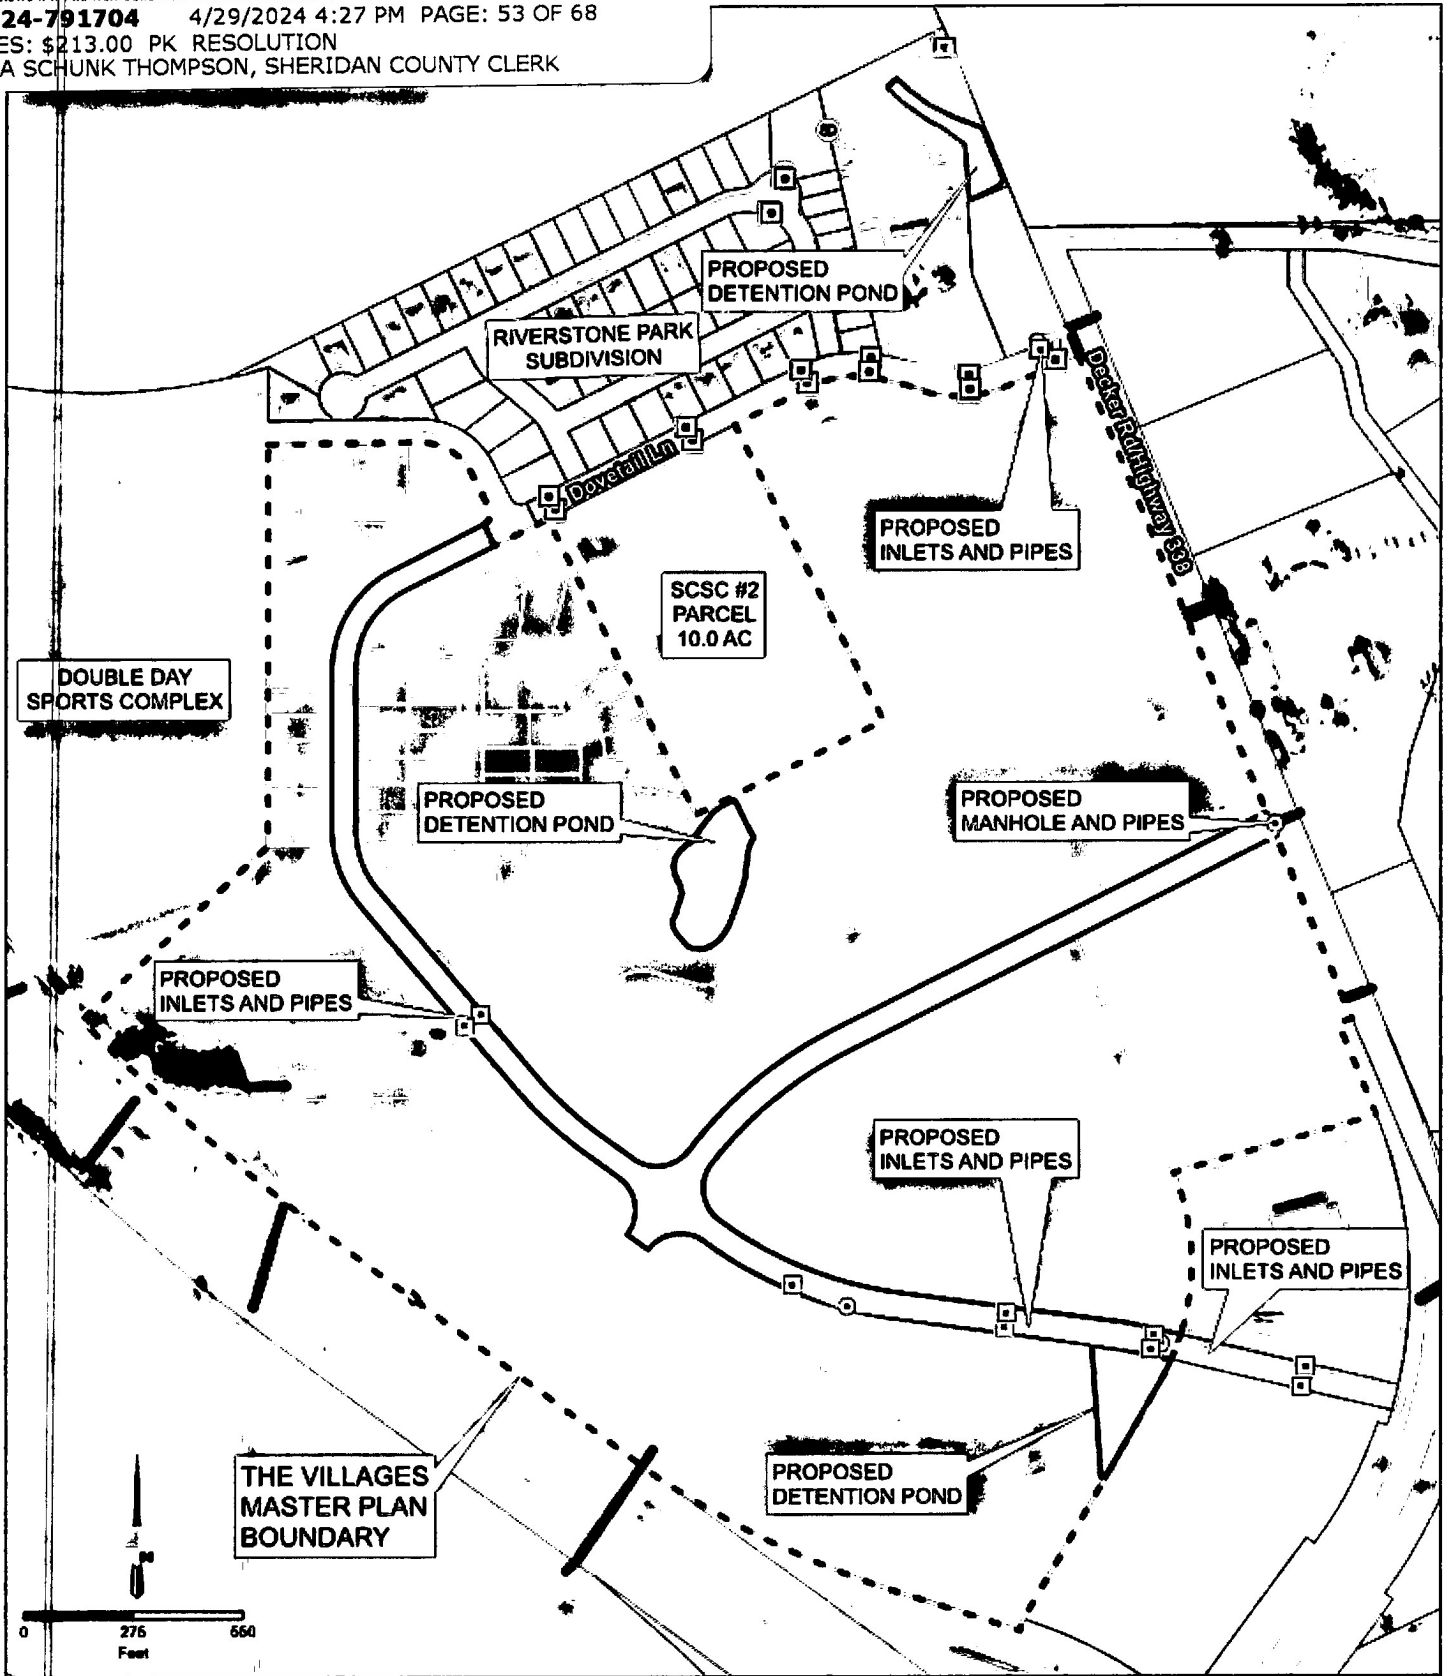 24-791704 4/29/2024 4:27 PM PAGE: 53 OF 68
ES: $213.00 PK RESOLUTION
A SCHUNK THOMPSON, SHERIDAN COUNTY CLERK
SD
PROPOSED
DETENTION POND
RIVERSTONE PARK
SUBDIVISION
Decker Rd/Highway 338
Dovetail Ln
PROPOSED
INLETS AND PIPES
SCSC #2
PARCEL
10.0 AC
DOUBLE DAY
SPORTS COMPLEX
PROPOSED
DETENTION POND
PROPOSED
MANHOLE AND PIPES
PROPOSED
INLETS AND PIPES
PROPOSED
INLETS AND PIPES
PROPOSED
INLETS AND PIPES
THE VILLAGES
MASTER PLAN
BOUNDARY
PROPOSED
DETENTION POND
N
0 275 550
Feet